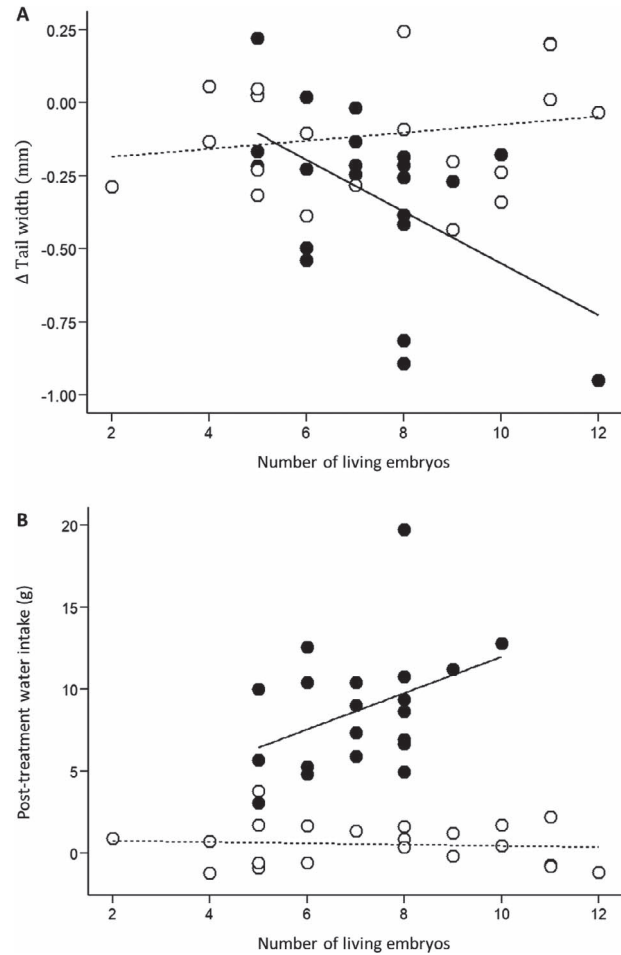 A
0.25
0.00
-0.25
-0.50
-0.75
-1.00
Δ Tail width (mm)
2 4 6 8 10 12
Number of living embryos
B
20
15
10
5
0
Post-treatment water intake (g)
2 4 6 8 10 12
Number of living embryos